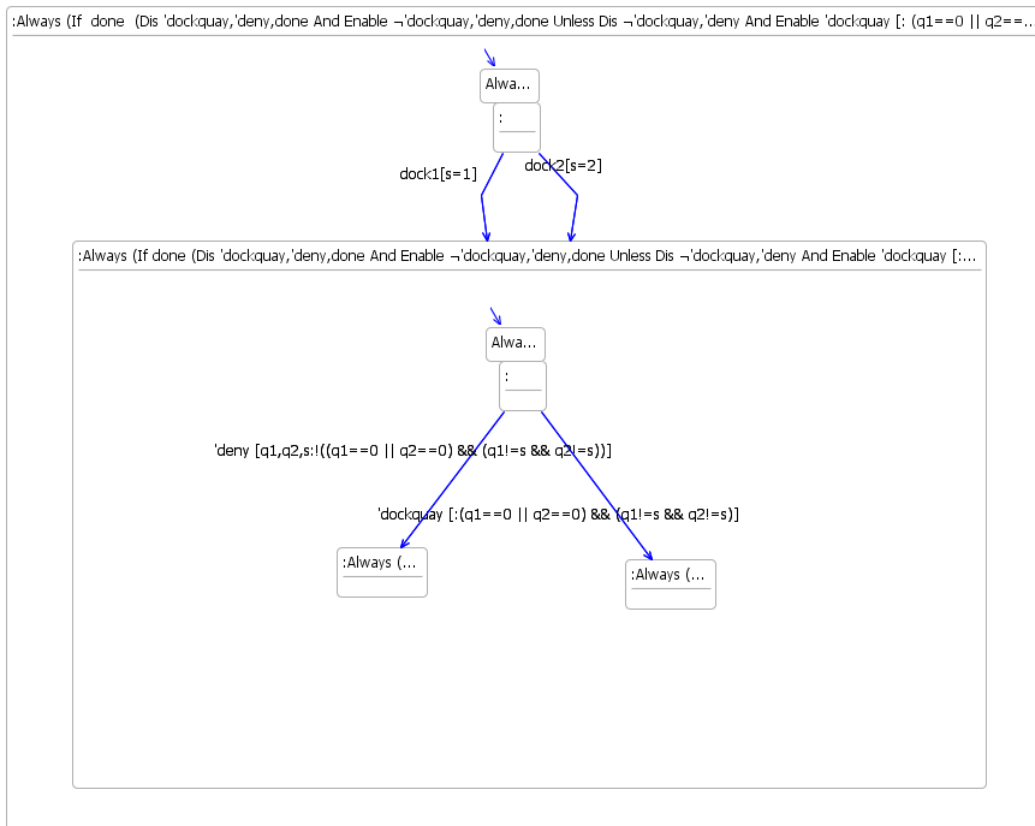 :Always (If  done  (Dis 'dockquay,'deny,done And Enable ¬'dockquay,'deny,done Unless Dis ¬'dockquay,'deny And Enable 'dockquay [: (q1==0 || q2==...
Alwa...
:
dock1[s=1]
dock2[s=2]
:Always (If done (Dis 'dockquay,'deny,done And Enable ¬'dockquay,'deny,done Unless Dis ¬'dockquay,'deny And Enable 'dockquay [:...
Alwa...
:
'deny [q1,q2,s:!((q1==0 || q2==0) && (q1!=s && q2!=s))]
'dockquay [:(q1==0 || q2==0) && (q1!=s && q2!=s)]
:Always (...
:Always (...